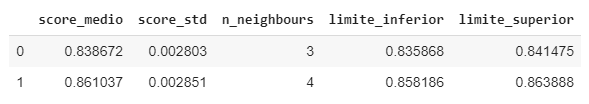 score_medio score_std n_neighbours limite_inferior limite_superior
0 0.838672 0.002803 3 0.835868 0.841475
1 0.861037 0.002851 4 0.858186 0.863888